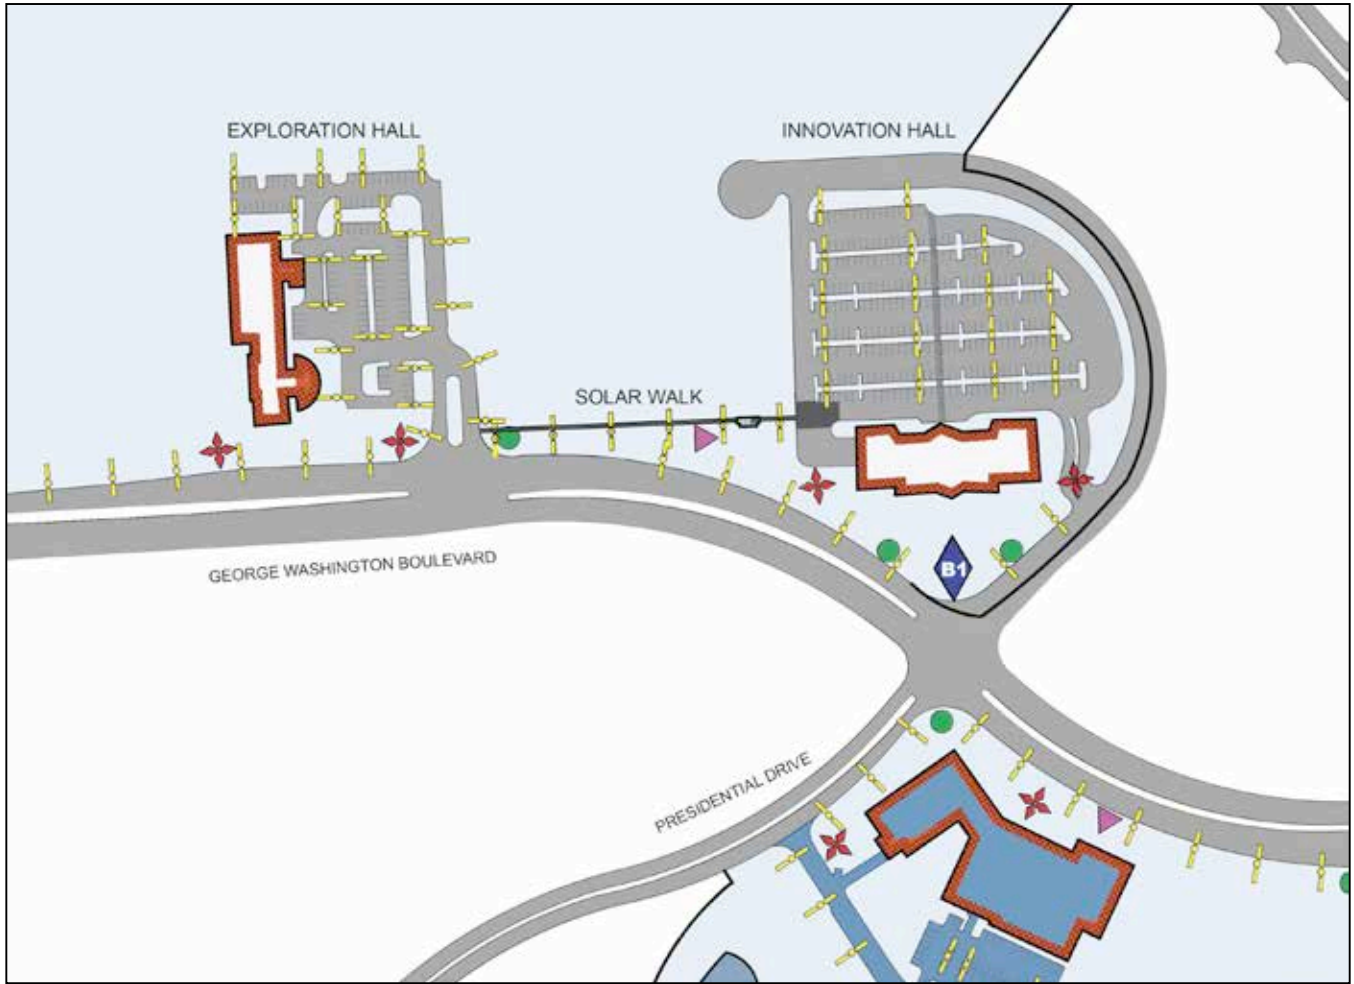 EXPLORATION HALL
INNOVATION HALL
SOLAR WALK
GEORGE WASHINGTON BOULEVARD
B1
PRESIDENTIAL DRIVE